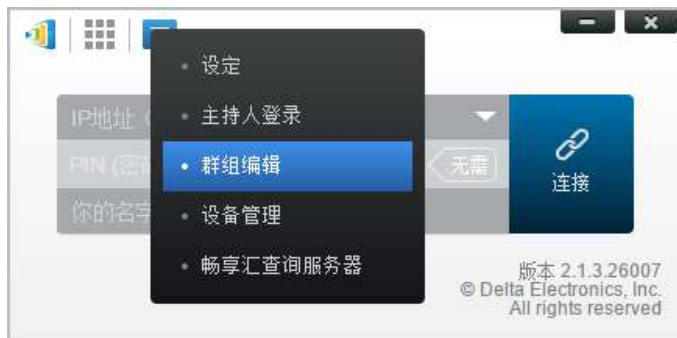 设定
主持人登录
群组编辑
设备管理
畅享汇查询服务器
IP地址 (
PIN (密码
无需
你的名字
连接
版本 2.1.3.26007
© Delta Electronics, Inc.
All rights reserved